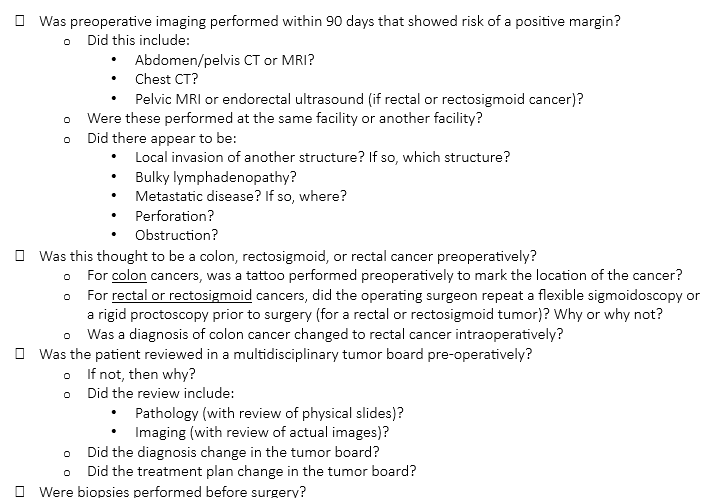 ☐ Was preoperative imaging performed within 90 days that showed risk of a positive margin?
o Did this include:
• Abdomen/pelvis CT or MRI?
• Chest CT?
• Pelvic MRI or endorectal ultrasound (if rectal or rectosigmoid cancer)?
o Were these performed at the same facility or another facility?
o Did there appear to be:
• Local invasion of another structure? If so, which structure?
• Bulky lymphadenopathy?
• Metastatic disease? If so, where?
• Perforation?
• Obstruction?
☐ Was this thought to be a colon, rectosigmoid, or rectal cancer preoperatively?
o For colon cancers, was a tattoo performed preoperatively to mark the location of the cancer?
o For rectal or rectosigmoid cancers, did the operating surgeon repeat a flexible sigmoidoscopy or
a rigid proctoscopy prior to surgery (for a rectal or rectosigmoid tumor)? Why or why not?
o Was a diagnosis of colon cancer changed to rectal cancer intraoperatively?
☐ Was the patient reviewed in a multidisciplinary tumor board pre-operatively?
o If not, then why?
o Did the review include:
• Pathology (with review of physical slides)?
• Imaging (with review of actual images)?
o Did the diagnosis change in the tumor board?
o Did the treatment plan change in the tumor board?
☐ Were biopsies performed before surgery?